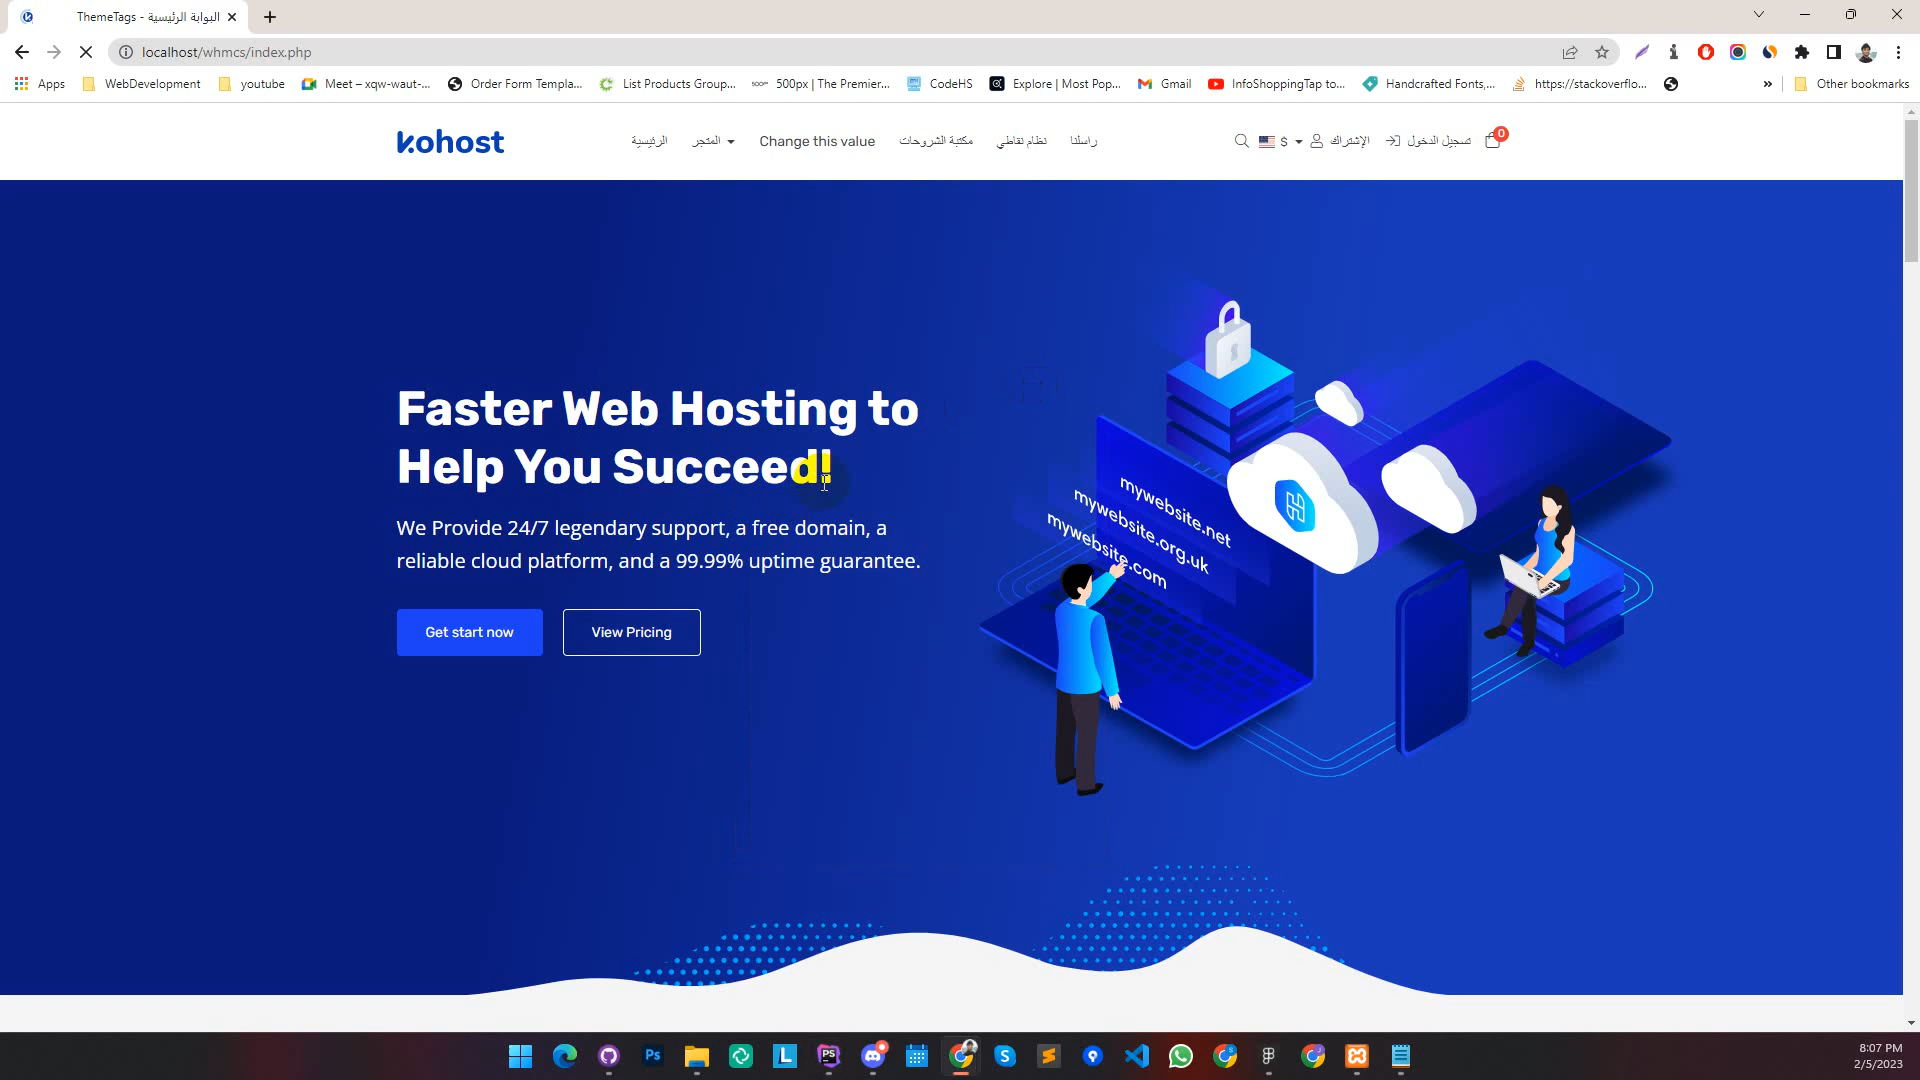 ThemeTags - البوابة الرئيسية
localhost/whmcs/index.php
Apps
WebDevelopment
youtube
Meet – xqw-waut-...
Order Form Templa...
List Products Group...
500px | The Premier...
CodeHS
Explore | Most Pop...
Gmail
InfoShoppingTap to...
Handcrafted Fonts,...
https://stackoverflo...
»
Other bookmarks
kohost
الرئيسية
المتجر
Change this value
مكتبة الشروحات
نظام نقاطي
راسلنا
$
الإشتراك
تسجيل الدخول
0
Faster Web Hosting to
Help You Succeed!
We Provide 24/7 legendary support, a free domain, a
reliable cloud platform, and a 99.99% uptime guarantee.
Get start now
View Pricing
mywebsite.net
mywebsite.org.uk
mywebsite.com
8:07 PM
2/5/2023